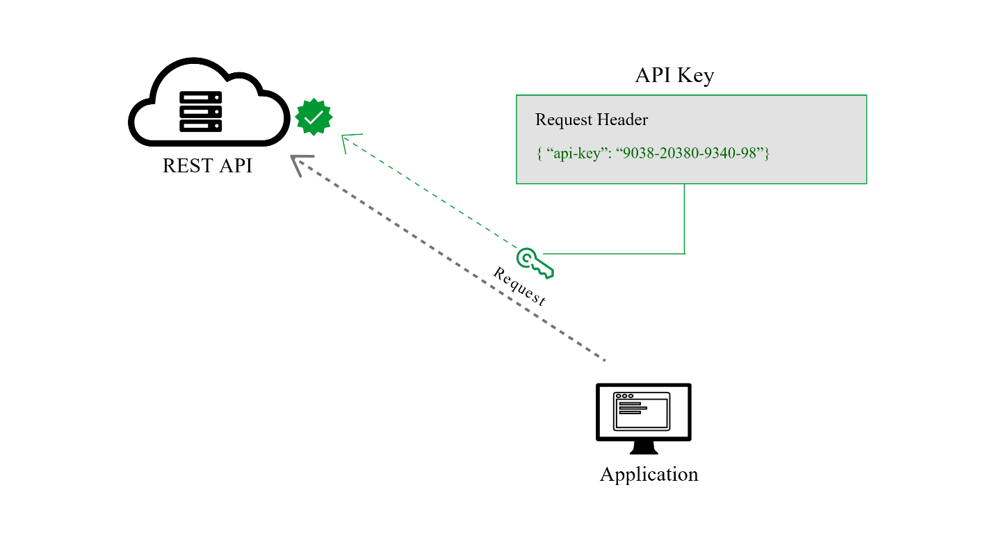 API Key
Request Header
{ “api-key”: “9038-20380-9340-98”}
REST API
Request
Application